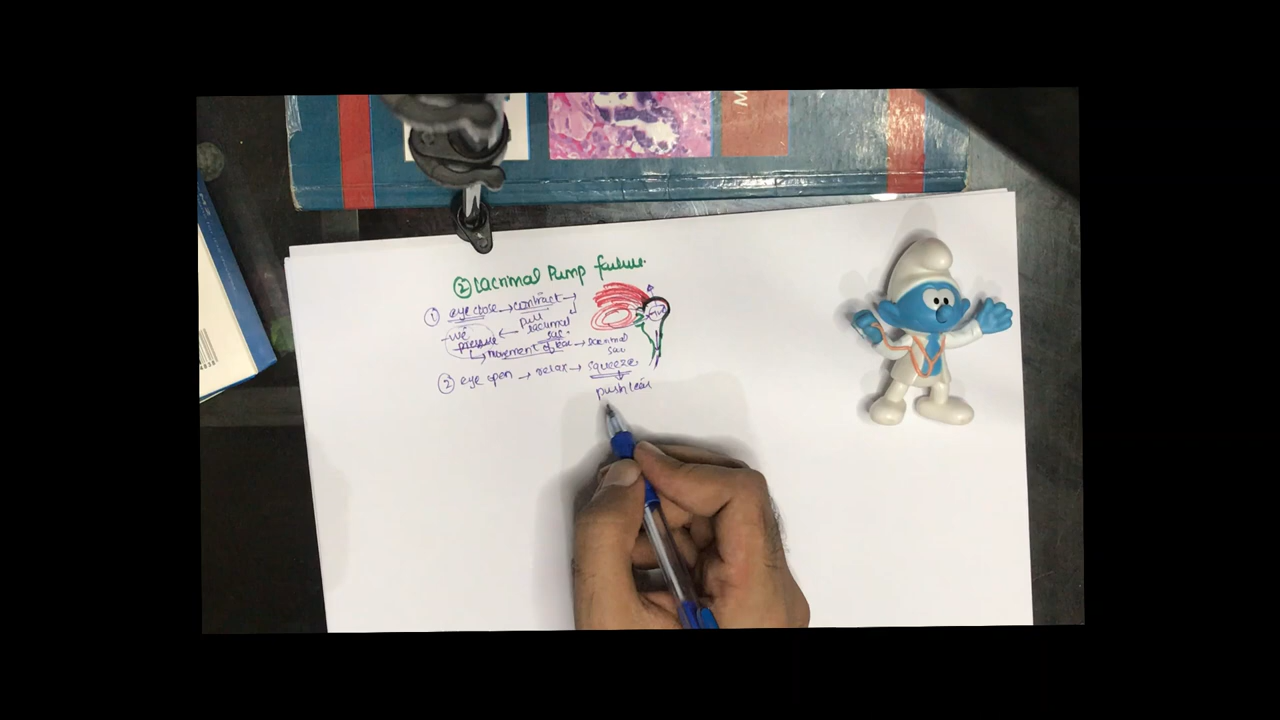 ② Lacrimal Pump failure.
① eye close → contract →
pull
lacrimal
sac
-ve
pressure
↳ movement of tear → lacrimal
sac
② eye open → relax → squeeze
push tear
M